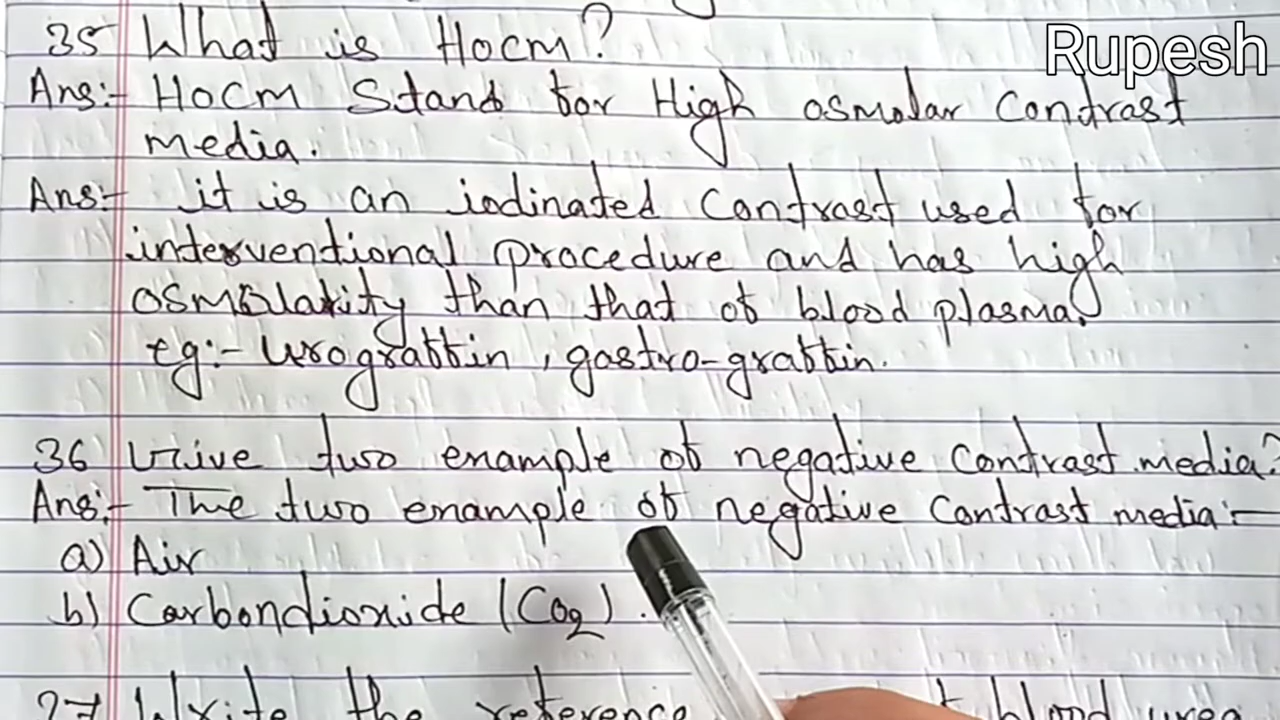 Rupesh
35 What is Hocm?
Ans:- Hocm Stand for High osmolar Contrast
media.
Ans:- it is an iodinated Contrast used for
interventional procedure and has high
osmolarity than that of blood plasma.
eg:- Urograffin, gastro-graffin.
36 Give two example of negative Contrast media?
Ans:- The two example of negative Contrast media:-
a) Air
b) Carbondioxide (CO2).
37 Write the reference blood urea